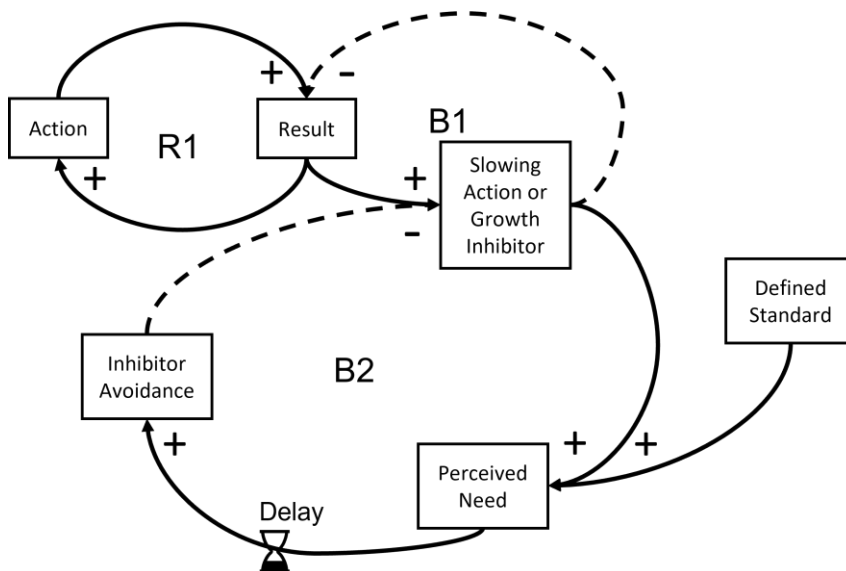 +
-
Action
R1
Result
B1
+
+
Slowing
Action or
Growth
Inhibitor
-
Defined
Standard
Inhibitor
Avoidance
B2
+
+
+
Perceived
Need
Delay